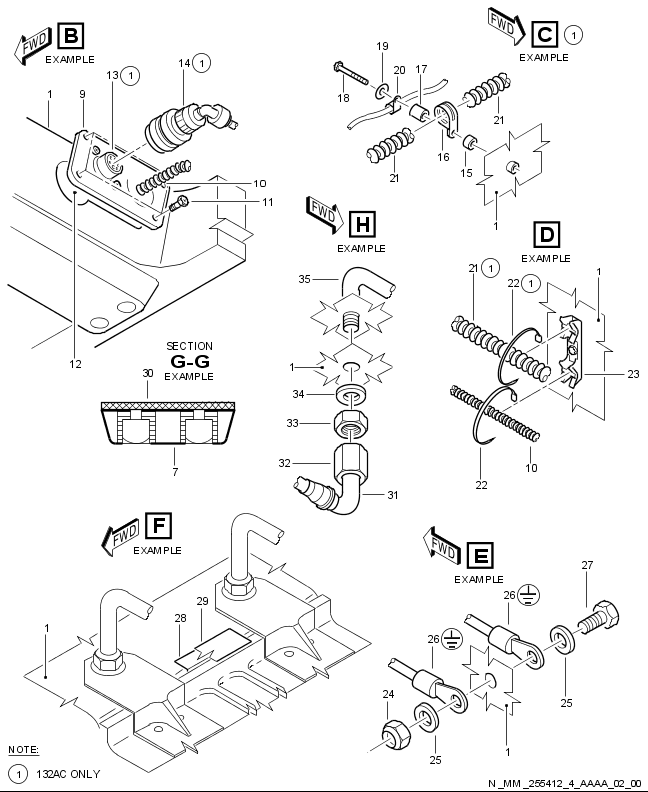 FWD B
EXAMPLE
13 1
14 1
1 9
10
11
12
FWD C 1
EXAMPLE
19
20 17
18
21
21
16
15
1
FWD H
EXAMPLE
35
1
34
33
32
31
D
EXAMPLE
21 1
22 1
1
23
22
10
SECTION
G-G
EXAMPLE
30
7
FWD F
EXAMPLE
29
28
1
FWD E
EXAMPLE
27
26
26
25
24
25
1
NOTE:
1 132AC ONLY
N_MM_255412_4_AAAA_02_00